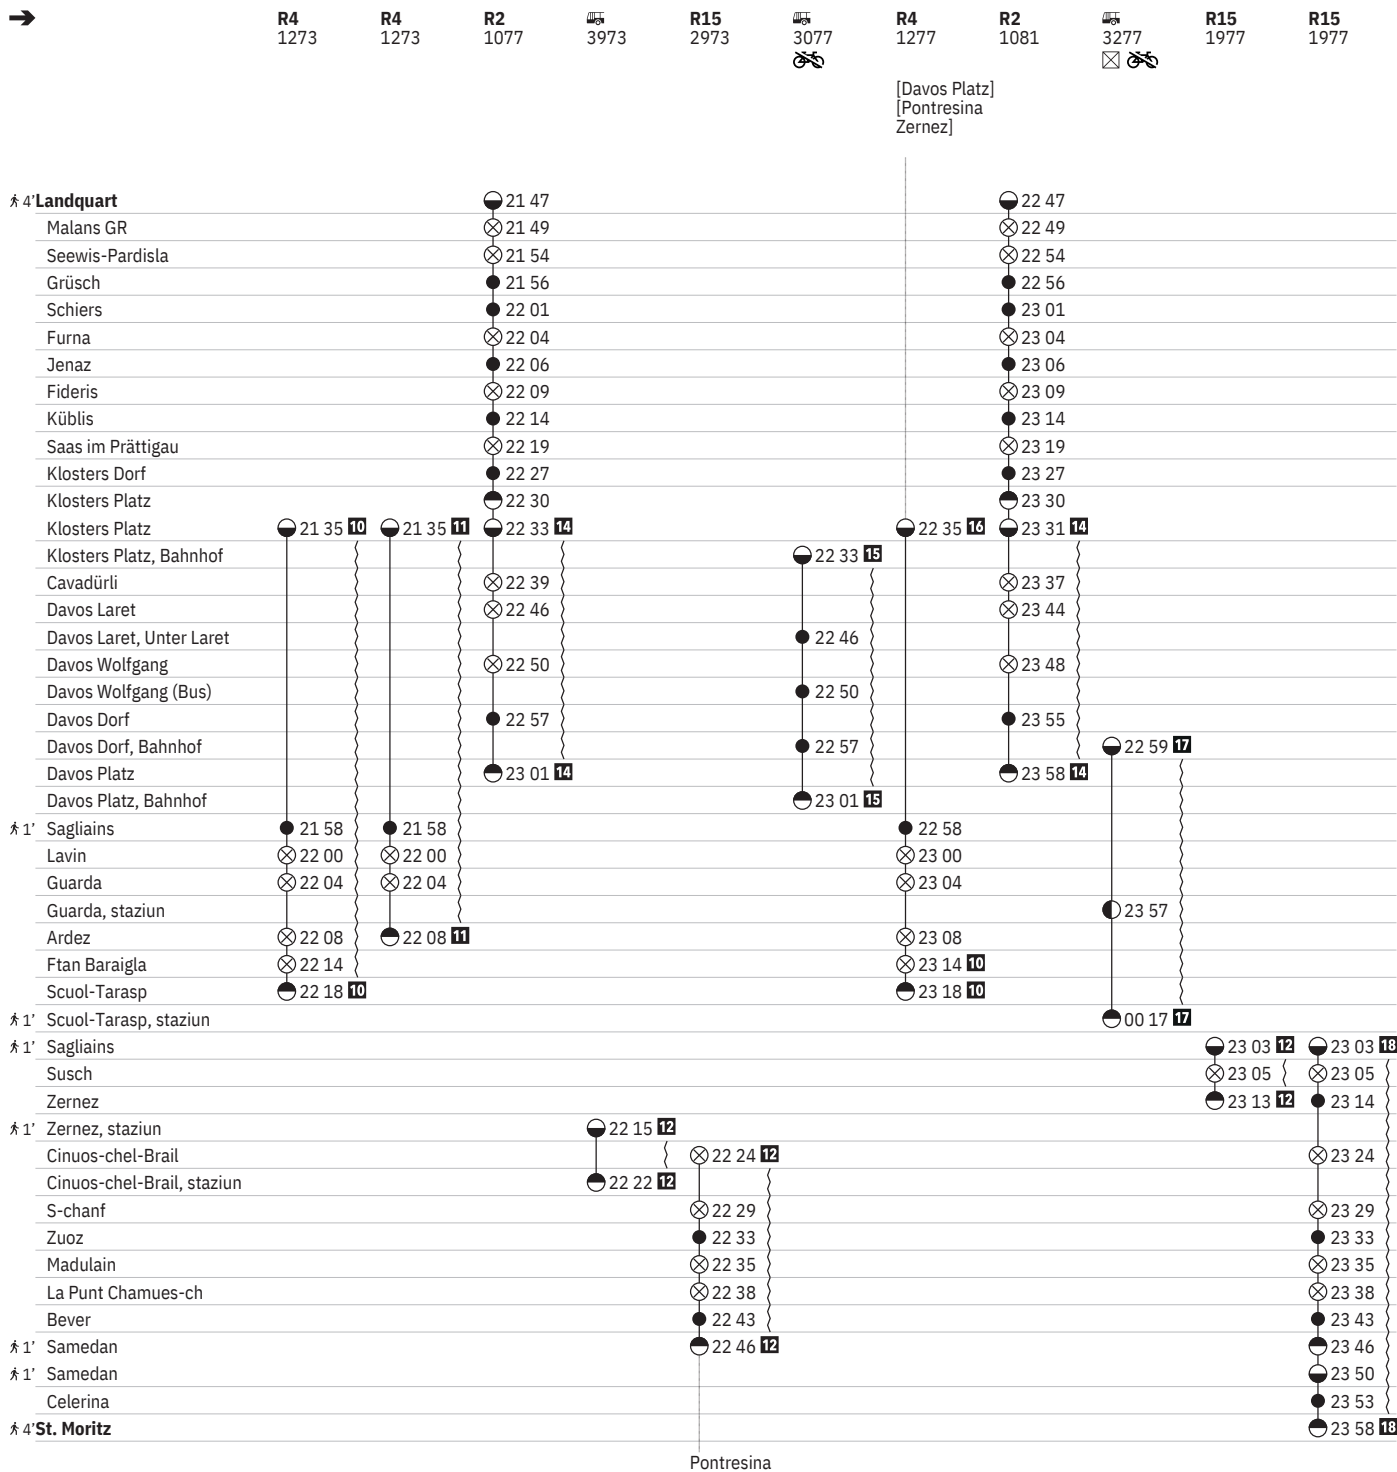 R4 R4 R2 R15 R4 R2 R15 R15
1273 1273 1077 3973 2973 3077 1277 1081 3277 1977 1977
[Davos Platz]
[Pontresina
Zernez]
4' Landquart 21 47 22 47
Malans GR 21 49 22 49
Seewis-Pardisla 21 54 22 54
Grüsch 21 56 22 56
Schiers 22 01 23 01
Furna 22 04 23 04
Jenaz 22 06 23 06
Fideris 22 09 23 09
Küblis 22 14 23 14
Saas im Prättigau 22 19 23 19
Klosters Dorf 22 27 23 27
Klosters Platz 22 30 23 30
Klosters Platz 21 35 10 21 35 11 22 33 14 22 35 16 23 31 14
Klosters Platz, Bahnhof 22 33 15
Cavadürli 22 39 23 37
Davos Laret 22 46 23 44
Davos Laret, Unter Laret 22 46
Davos Wolfgang 22 50 23 48
Davos Wolfgang (Bus) 22 50
Davos Dorf 22 57 23 55
Davos Dorf, Bahnhof 22 57 22 59 17
Davos Platz 23 01 14 23 58 14
Davos Platz, Bahnhof 23 01 15
1' Sagliains 21 58 21 58 22 58
Lavin 22 00 22 00 23 00
Guarda 22 04 22 04 23 04
Guarda, staziun 23 57
Ardez 22 08 22 08 11 23 08
Ftan Baraigla 22 14 23 14 10
Scuol-Tarasp 22 18 10 23 18 10
1' Scuol-Tarasp, staziun 00 17 17
1' Sagliains 23 03 12 23 03 18
Susch 23 05 23 05
Zernez 23 13 12 23 14
1' Zernez, staziun 22 15 12
Cinuos-chel-Brail 22 24 12 23 24
Cinuos-chel-Brail, staziun 22 22 12
S-chanf 22 29 23 29
Zuoz 22 33 23 33
Madulain 22 35 23 35
La Punt Chamues-ch 22 38 23 38
Bever 22 43 23 43
1' Samedan 22 46 12 23 46
1' Samedan 23 50
Celerina 23 53
4' St. Moritz 23 58 18
Pontresina